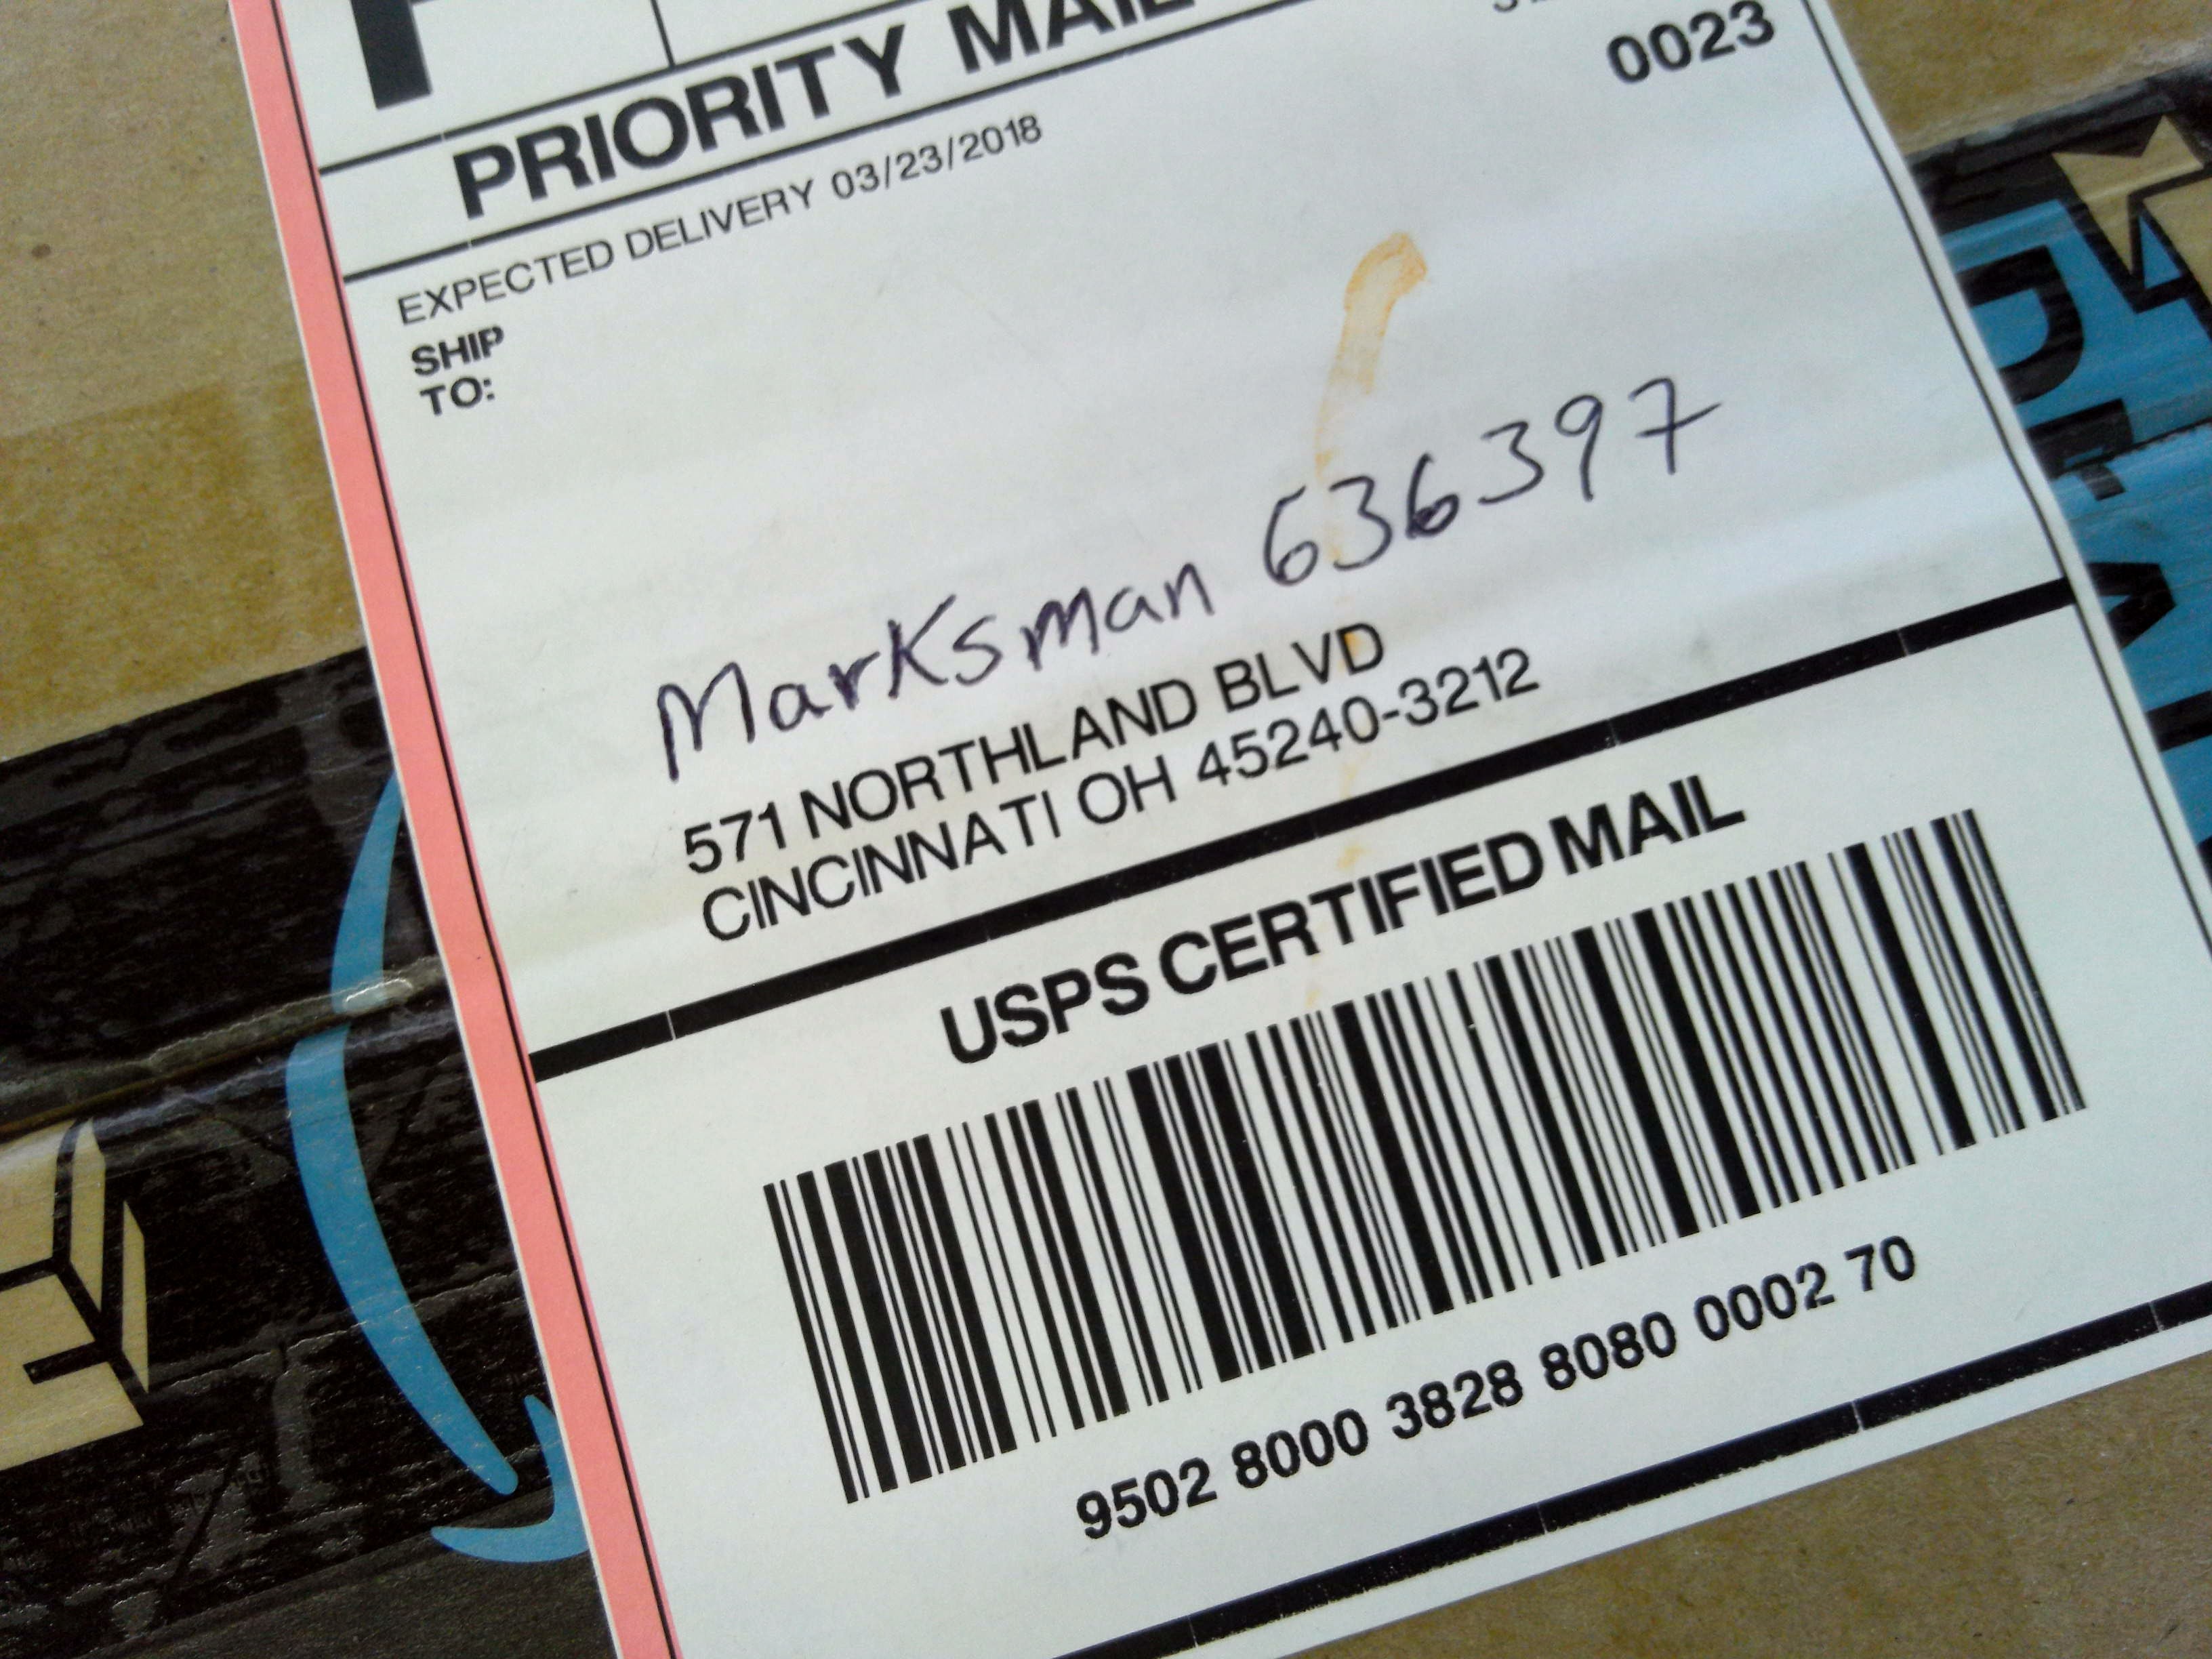 PRIORITY MAIL
0023
EXPECTED DELIVERY 03/23/2018
SHIP
TO:
Marksman 636397
571 NORTHLAND BLVD
CINCINNATI OH 45240-3212
USPS CERTIFIED MAIL
9502 8000 3828 8080 0002 70